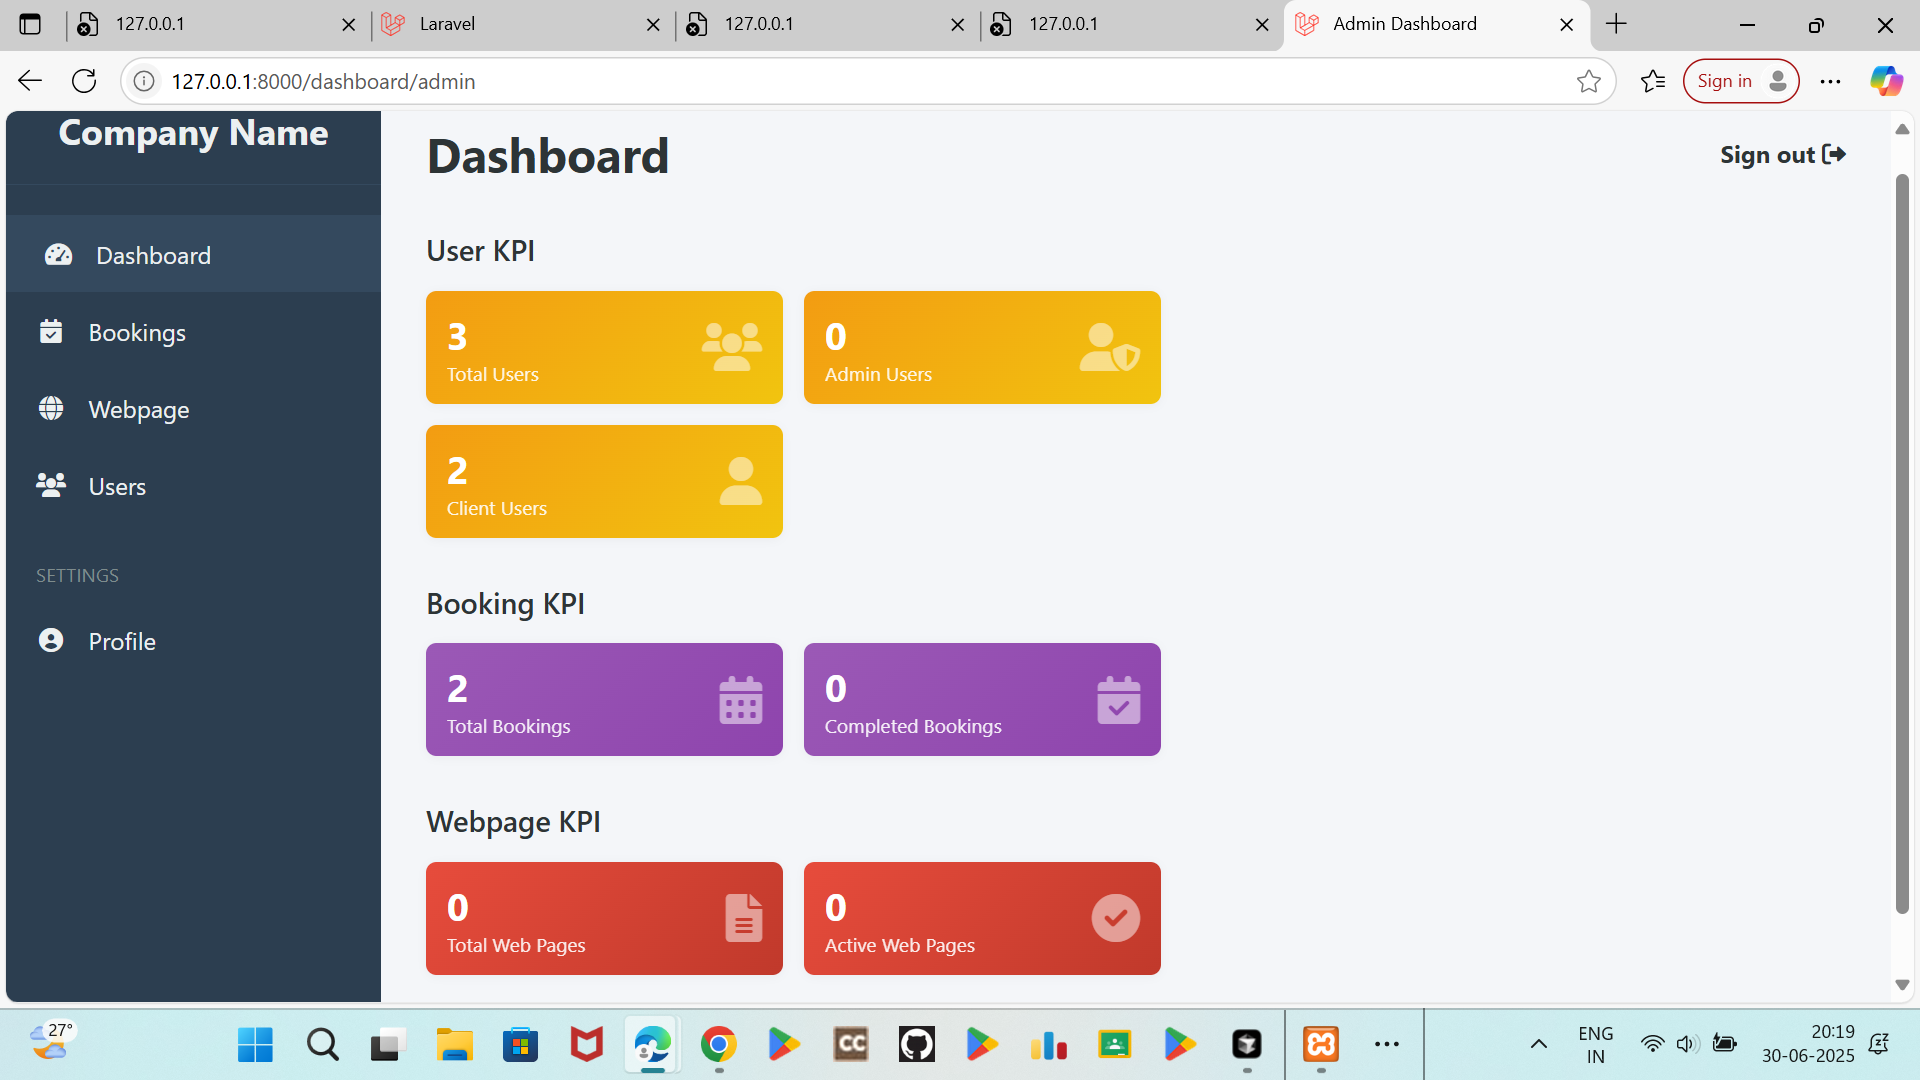 127.0.0.1
Laravel
127.0.0.1
127.0.0.1
Admin Dashboard
127.0.0.1:8000/dashboard/admin
Sign in
Company Name
Dashboard
Bookings
Webpage
Users
SETTINGS
Profile
Dashboard
Sign out
User KPI
3
Total Users
0
Admin Users
2
Client Users
Booking KPI
2
Total Bookings
0
Completed Bookings
Webpage KPI
0
Total Web Pages
0
Active Web Pages
27°
CC
ENG
IN
20:19
30-06-2025